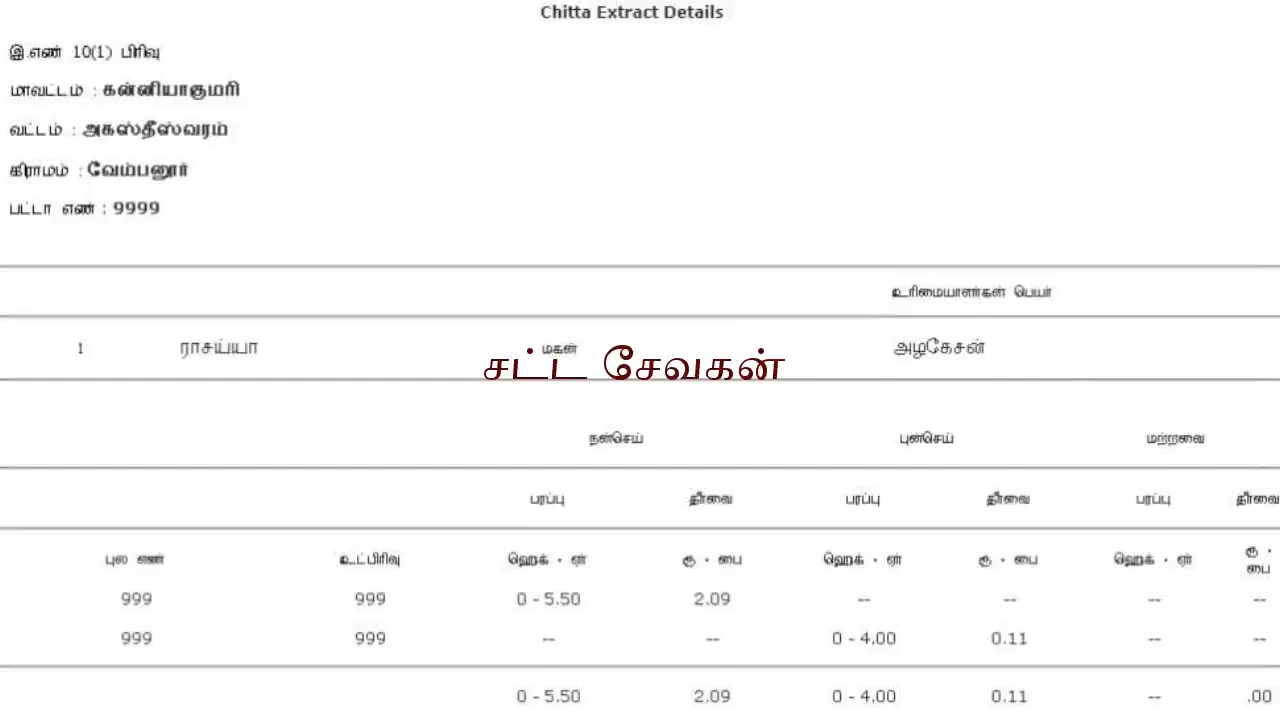 Chitta Extract Details
இ.எண் 10(1) பிரிவு
மாவட்டம் : கன்னியாகுமரி
வட்டம் : அகஸ்தீஸ்வரம்
கிராமம் : வேம்பனூர்
பட்டா எண் : 9999
உரிமையாளர்கள் பெயர்
1 ராசய்யா மகன் அழகேசன்
சட்ட சேவகன்
நன்செய் புன்செய் மற்றவை
பரப்பு தீர்வை பரப்பு தீர்வை பரப்பு தீர்வை
புல எண் உட்பிரிவு ஹெக் - ஏர் ரூ - பை ஹெக் - ஏர் ரூ - பை ஹெக் - ஏர் ரூ - பை
999 999 0 - 5.50 2.09 -- -- -- --
999 999 -- -- 0 - 4.00 0.11 -- --
0 - 5.50 2.09 0 - 4.00 0.11 -- .00